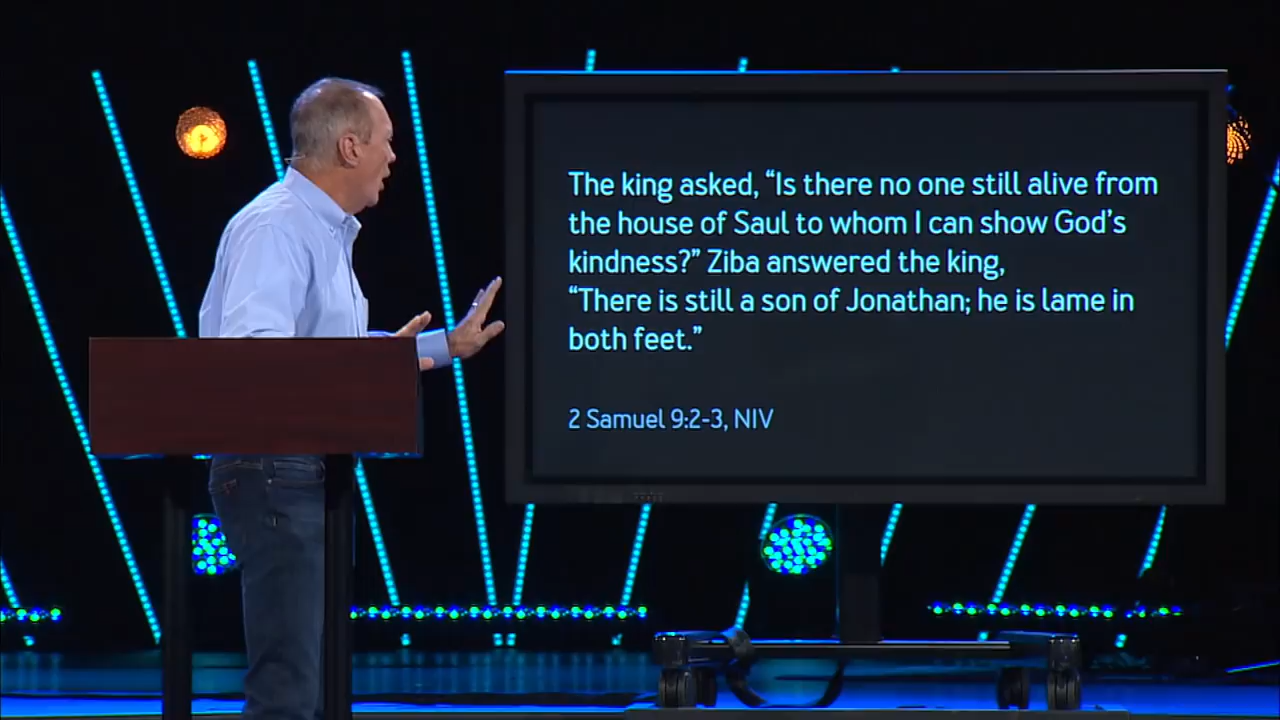 The king asked, “Is there no one still alive from
the house of Saul to whom I can show God’s
kindness?” Ziba answered the king,
“There is still a son of Jonathan; he is lame in
both feet.”
2 Samuel 9:2-3, NIV